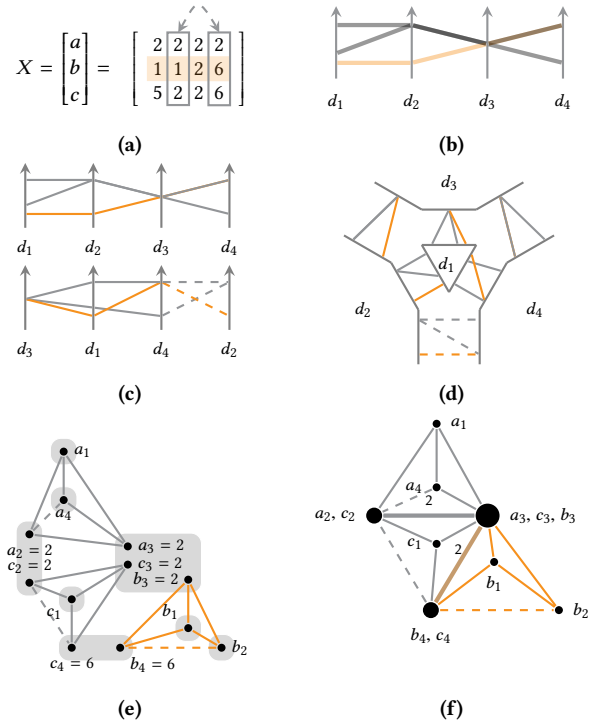 X = [a b c] = [2 2 2 2
1 1 2 6
5 2 2 6]
(a)
d1 d2 d3 d4
(b)
d1 d2 d3 d4
d3 d1 d4 d2
(c)
d3
d1
d2 d4
(d)
a1
a4
a2 = 2
c2 = 2
a3 = 2
c3 = 2
b3 = 2
c1
b1
b2
c4 = 6
b4 = 6
(e)
a1
a4
2
a2, c2
a3, c3, b3
c1
2
b1
b2
b4, c4
(f)